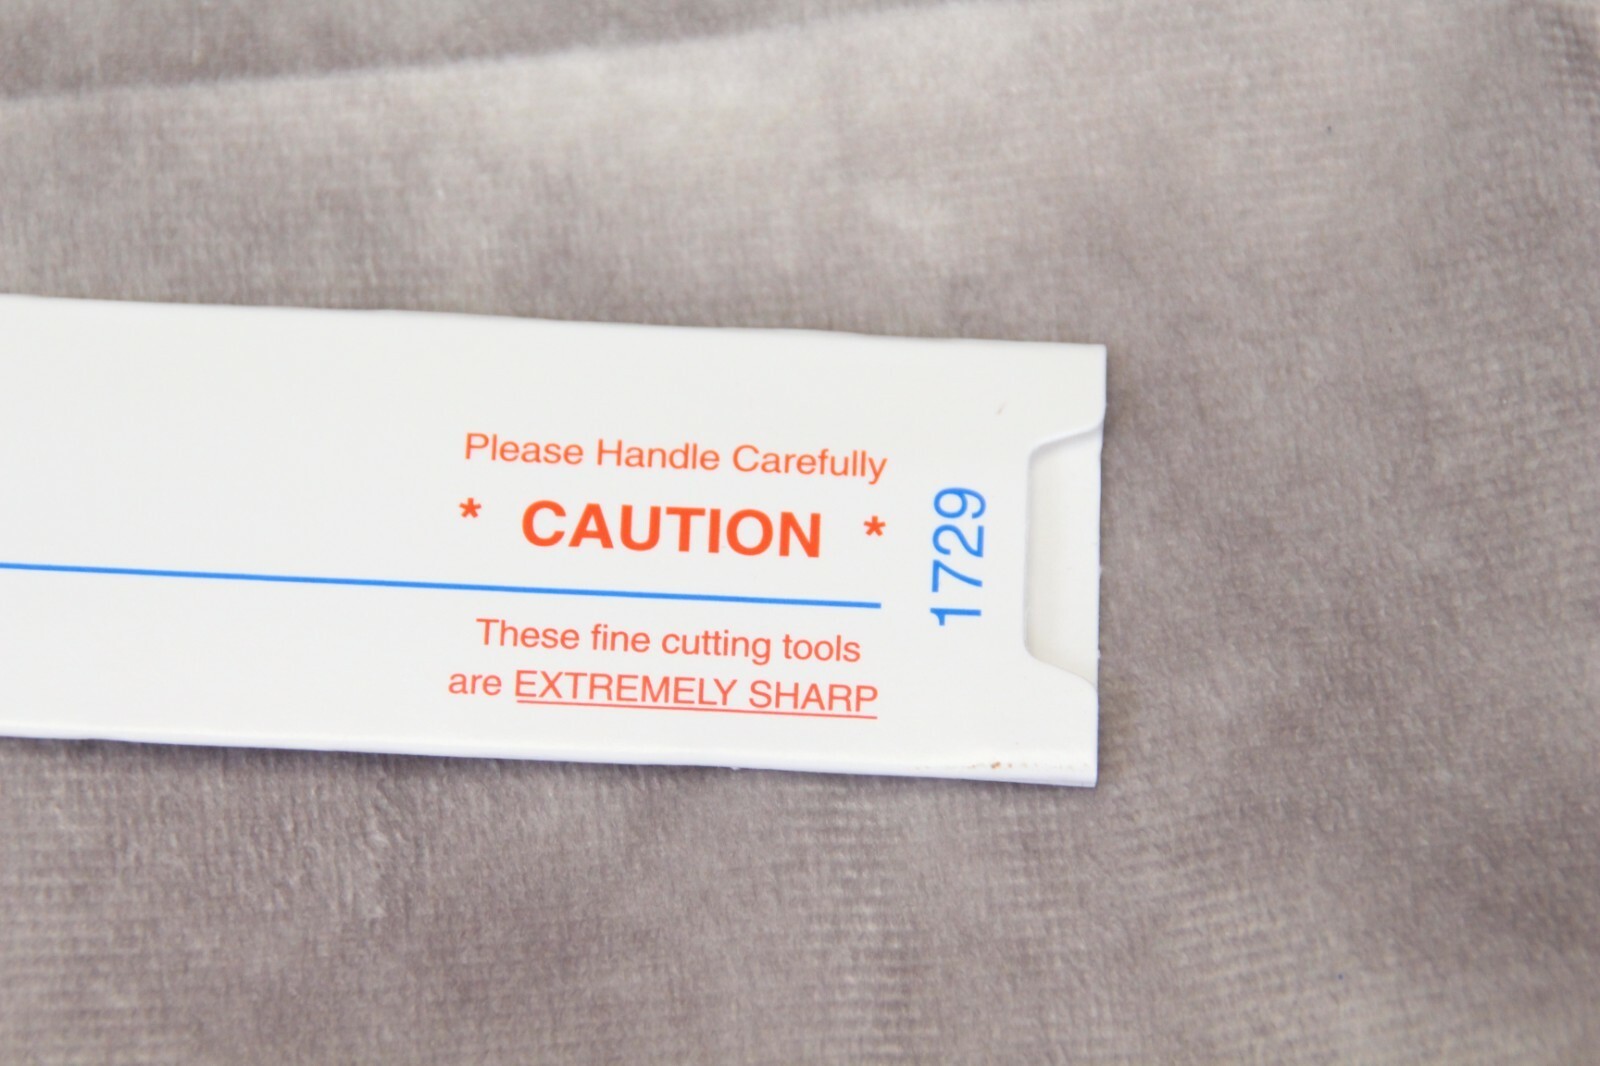 Please Handle Carefully
* CAUTION *
These fine cutting tools
are EXTREMELY SHARP
1729